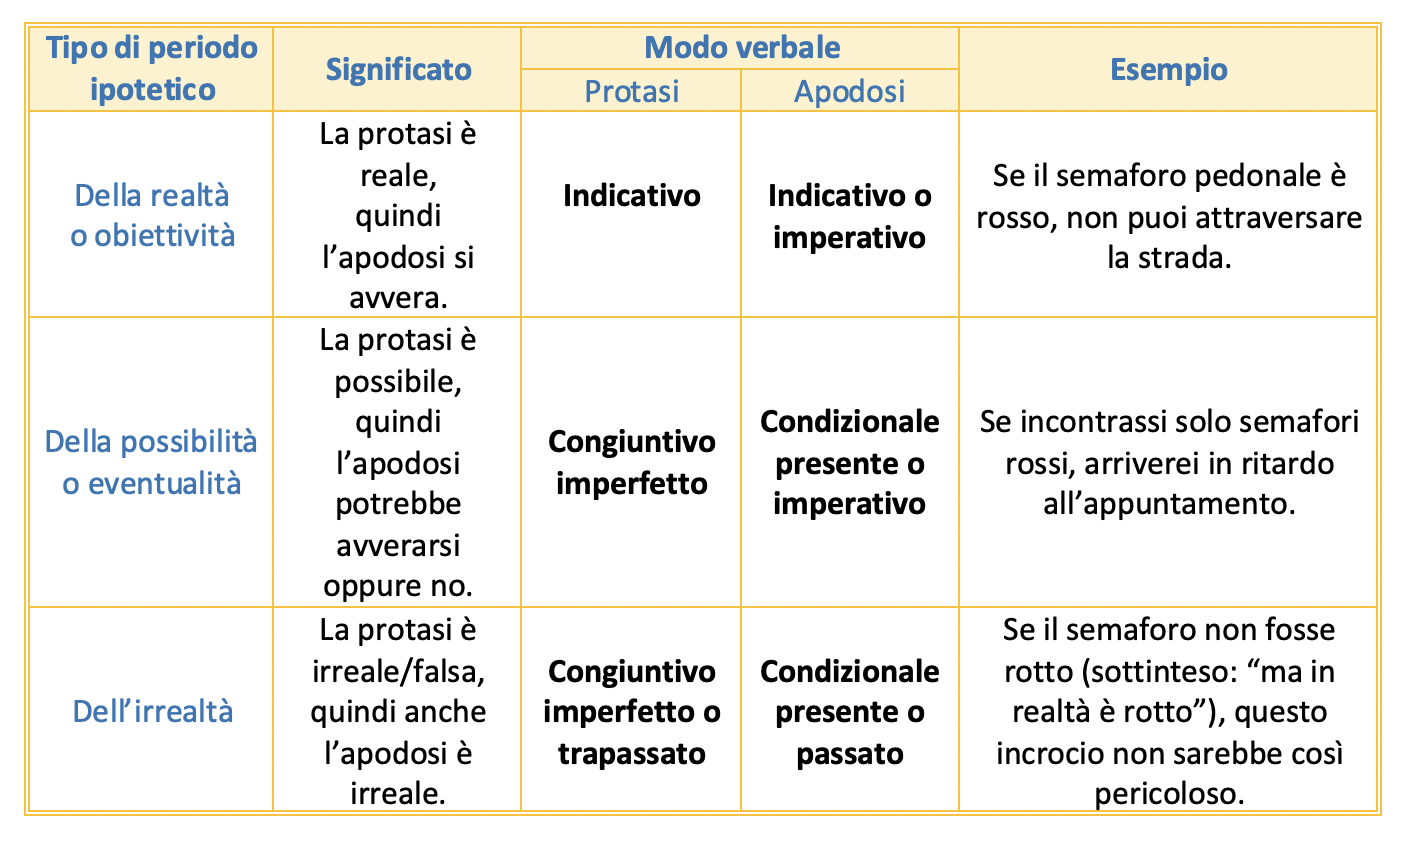 Tipo di periodo
ipotetico
Significato
Modo verbale
Protasi
Apodosi
Esempio
Della realtà
o obiettività
La protasi è
reale,
quindi
l’apodosi si
avvera.
Indicativo
Indicativo o
imperativo
Se il semaforo pedonale è
rosso, non puoi attraversare
la strada.
Della possibilità
o eventualità
La protasi è
possibile,
quindi
l’apodosi
potrebbe
avverarsi
oppure no.
Congiuntivo
imperfetto
Condizionale
presente o
imperativo
Se incontrassi solo semafori
rossi, arriverei in ritardo
all’appuntamento.
Dell’irrealtà
La protasi è
irreale/falsa,
quindi anche
l’apodosi è
irreale.
Congiuntivo
imperfetto o
trapassato
Condizionale
presente o
passato
Se il semaforo non fosse
rotto (sottinteso: “ma in
realtà è rotto”), questo
incrocio non sarebbe così
pericoloso.